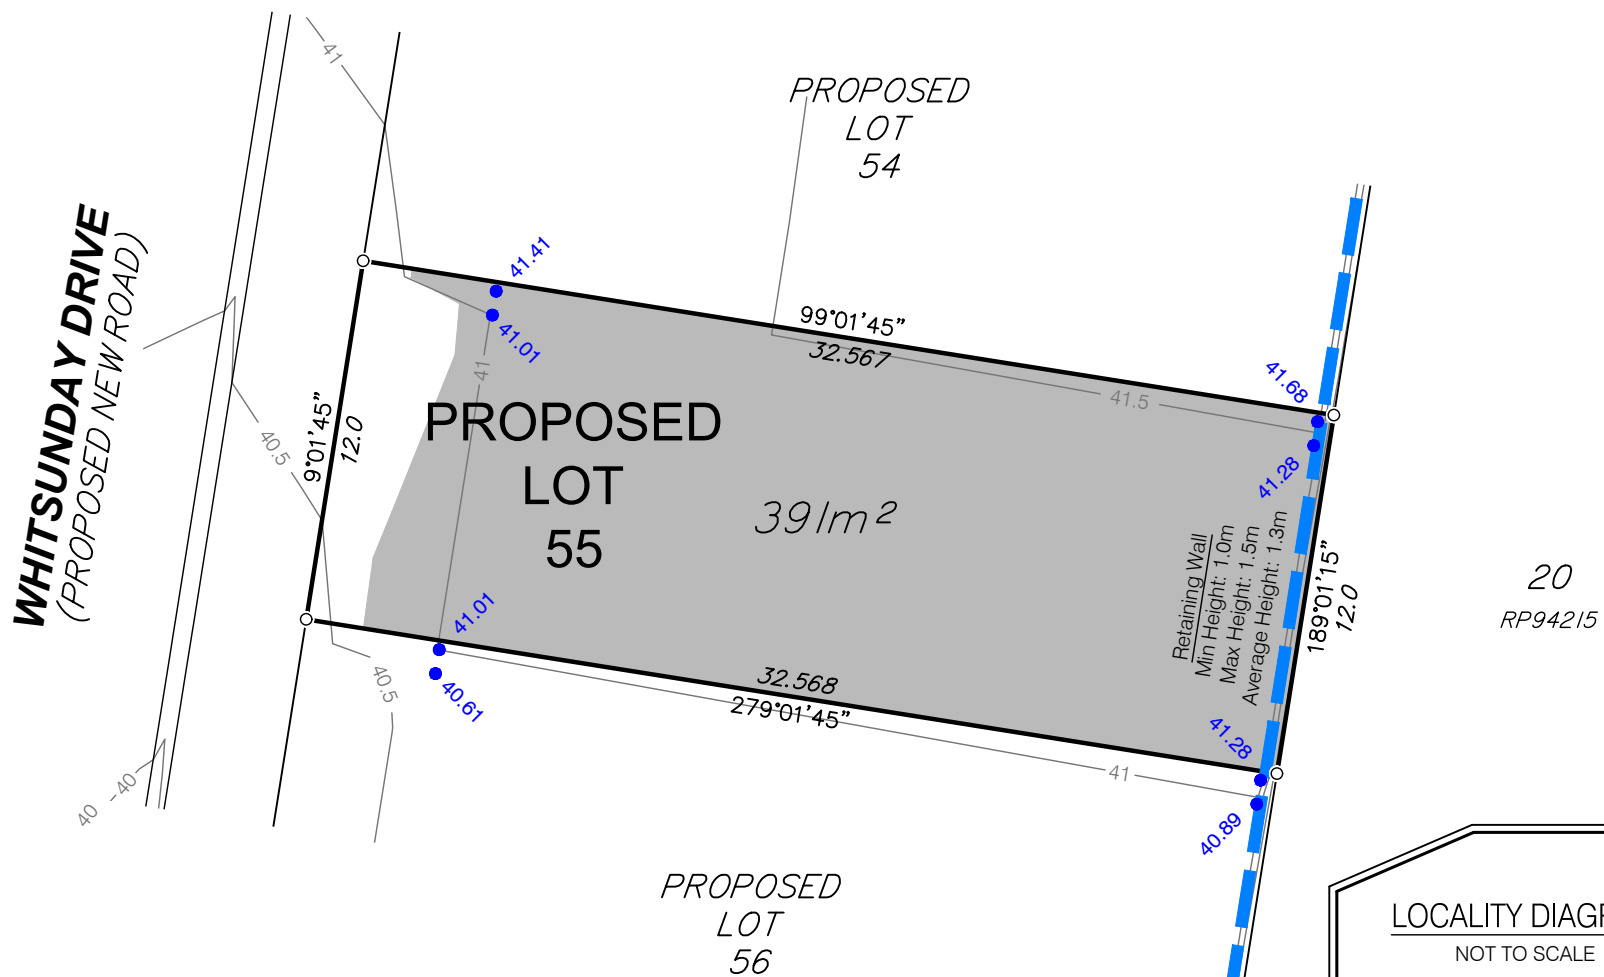 41
PROPOSED
LOT
54
WHITSUNDAY DRIVE
(PROPOSED NEW ROAD)
41.41
41.01
99°01'45"
32.567
41.68
41
41.5
40.5
9°01'45"
12.0
PROPOSED
LOT
55
391m²
41.28
Retaining Wall
Min Height: 1.0m
Max Height: 1.5m
Average Height: 1.3m
189°01'15"
12.0
20
RP94215
41.01
40.61
40.5
32.568
279°01'45"
41.28
41
40.89
40
40
PROPOSED
LOT
56
LOCALITY DIAGR
NOT TO SCALE